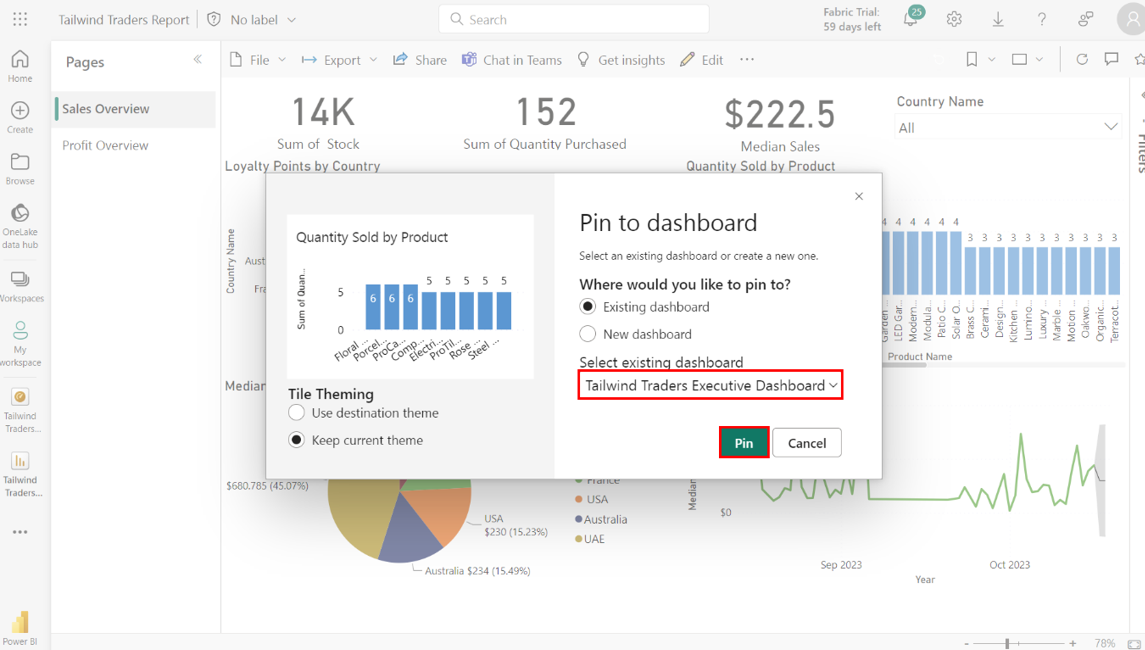 Tailwind Traders Report
No label
Search
Fabric Trial:
59 days left
25
Home
Create
Browse
OneLake
data hub
Workspaces
My
workspace
Tailwind
Traders...
Tailwind
Traders...
Power BI
Pages
Sales Overview
Profit Overview
File
Export
Share
Chat in Teams
Get insights
Edit
14K
Sum of Stock
152
Sum of Quantity Purchased
$222.5
Median Sales
Country Name
All
Filters
Loyalty Points by Country
Quantity Sold by Product
Country Name
Aust
Fra
Quantity Sold by Product
Sum of Quan...
5
0
6 6 6 5 5 5 5 5
Floral ...
Porcel...
ProCa...
Comp...
Electri...
ProTil...
Rose ...
Steel ...
Tile Theming
Use destination theme
Keep current theme
Pin to dashboard
Select an existing dashboard or create a new one.
Where would you like to pin to?
Existing dashboard
New dashboard
Select existing dashboard
Tailwind Traders Executive Dashboard
Pin
Cancel
4 4 4 4 4 4 3 3 3 3 3 3 3 3 3 3 3
Garden ...
LED Gar...
Modern...
Modula...
Patio C...
Solar O...
Brass C...
Cerami...
Design...
Kitchen ...
Lumino...
Luxury ...
Marble ...
Motion ...
Oakwo...
Organic...
Terracot...
Product Name
Median
$680.785 (45.07%)
USA
$230 (15.23%)
Australia $234 (15.49%)
France
USA
Australia
UAE
Median
$0
Sep 2023
Oct 2023
Year
78%